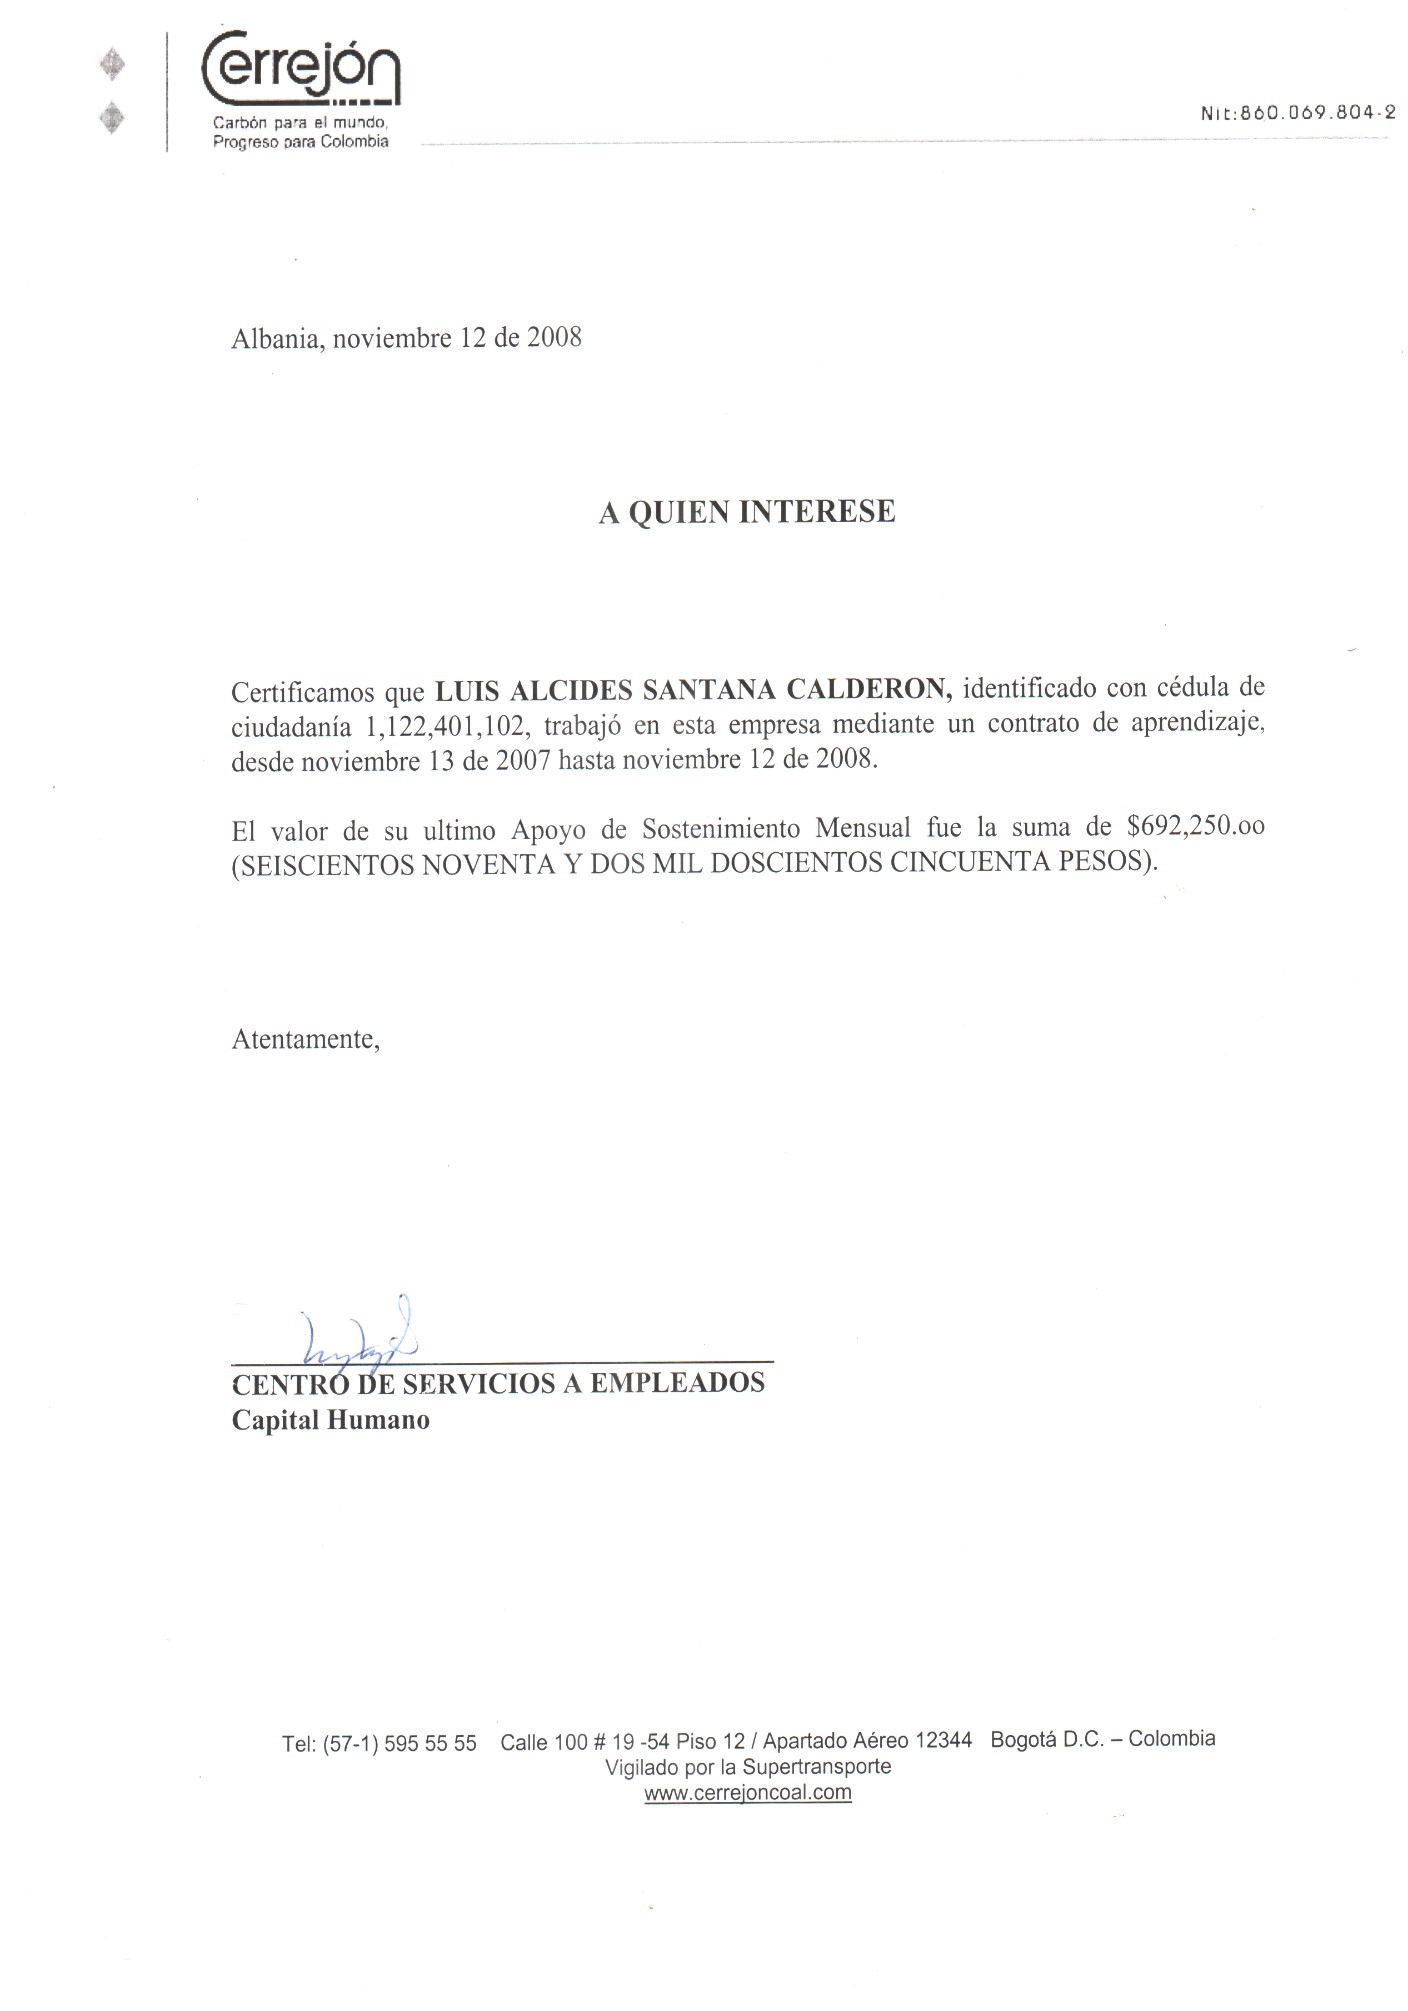 Cerrejón
Carbón para el mundo,
Progreso para Colombia
Nit:860.069.804-2
Albania, noviembre 12 de 2008
A QUIEN INTERESE
Certificamos que LUIS ALCIDES SANTANA CALDERON, identificado con cédula de
ciudadanía 1,122,401,102, trabajó en esta empresa mediante un contrato de aprendizaje,
desde noviembre 13 de 2007 hasta noviembre 12 de 2008.
El valor de su ultimo Apoyo de Sostenimiento Mensual fue la suma de $692,250.oo
(SEISCIENTOS NOVENTA Y DOS MIL DOSCIENTOS CINCUENTA PESOS).
Atentamente,
CENTRO DE SERVICIOS A EMPLEADOS
Capital Humano
Tel: (57-1) 595 55 55 Calle 100 # 19 -54 Piso 12 / Apartado Aéreo 12344 Bogotá D.C. – Colombia
Vigilado por la Supertransporte
www.cerrejoncoal.com